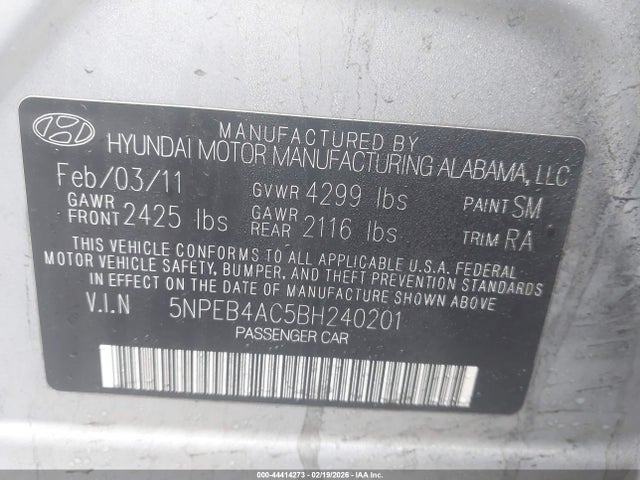 MANUFACTURED BY
HYUNDAI MOTOR MANUFACTURING ALABAMA, LLC
Feb/03/11 GVWR 4299 lbs PAINT SM
GAWR FRONT 2425 lbs GAWR REAR 2116 lbs TRIM RA
THIS VEHICLE CONFORMS TO ALL APPLICABLE U.S.A. FEDERAL
MOTOR VEHICLE SAFETY, BUMPER, AND THEFT PREVENTION STANDARDS
IN EFFECT ON THE DATE OF MANUFACTURE SHOWN ABOVE.
V.I.N 5NPEB4AC5BH240201
PASSENGER CAR
000-44414273 - 02/19/2026 - IAAI.COM